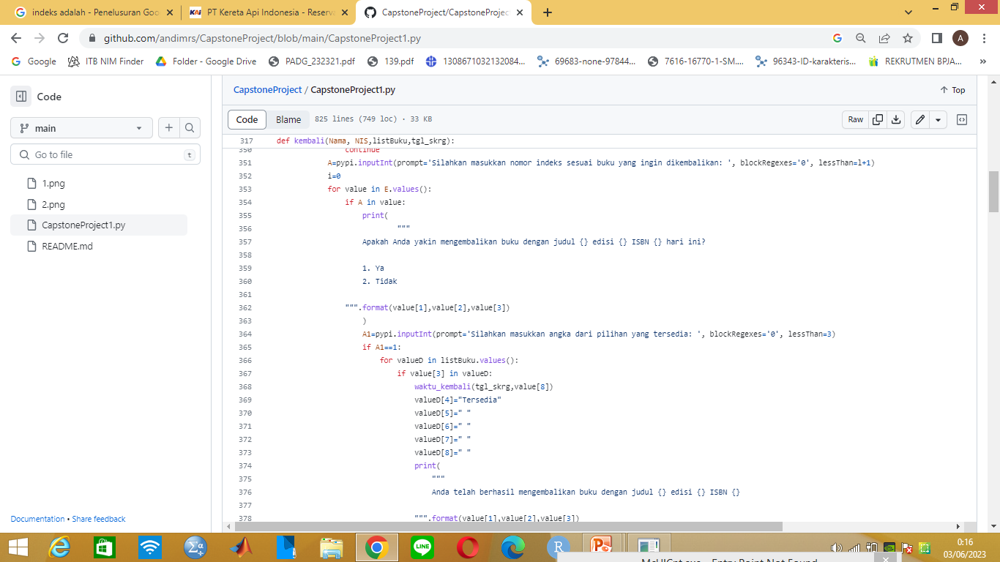 indeks adalah - Penelusuran Goo
PT Kereta Api Indonesia - Reserva
CapstoneProject/CapstoneProject
github.com/andimrs/CapstoneProject/blob/main/CapstoneProject1.py
A
Google
ITB NIM Finder
Folder - Google Drive
PADG_232321.pdf
139.pdf
1308671032132084...
69683-none-97844...
7616-16770-1-SM....
96343-ID-karakteris...
REKRUTMEN BPJA...
»
Code
CapstoneProject / CapstoneProject1.py
Top
main
Code Blame 825 lines (749 loc) · 33 KB
Raw
Go to file t
1.png
2.png
CapstoneProject1.py
README.md
317 def kembali(Nama, NIS,listBuku,tgl_skrg):
350 continue
351 A=pypi.inputInt(prompt='Silahkan masukkan nomor indeks sesuai buku yang ingin dikembalikan: ', blockRegexes='0', lessThan=l+1)
352 i=0
353 for value in E.values():
354 if A in value:
355 print(
356 """
357 Apakah Anda yakin mengembalikan buku dengan judul {} edisi {} ISBN {} hari ini?
358
359 1. Ya
360 2. Tidak
361
362 """.format(value[1],value[2],value[3])
363 )
364 A1=pypi.inputInt(prompt='Silahkan masukkan angka dari pilihan yang tersedia: ', blockRegexes='0', lessThan=3)
365 if A1==1:
366 for valueD in listBuku.values():
367 if value[3] in valueD:
368 waktu_kembali(tgl_skrg,value[8])
369 valueD[4]="Tersedia"
370 valueD[5]=" "
371 valueD[6]=" "
372 valueD[7]=" "
373 valueD[8]=" "
374 print(
375 """
376 Anda telah berhasil mengembalikan buku dengan judul {} edisi {} ISBN {}
377
378 """.format(value[1],value[2],value[3])
Documentation • Share feedback
0:16
03/06/2023
McUICnt.exe - Entry Point Not Found